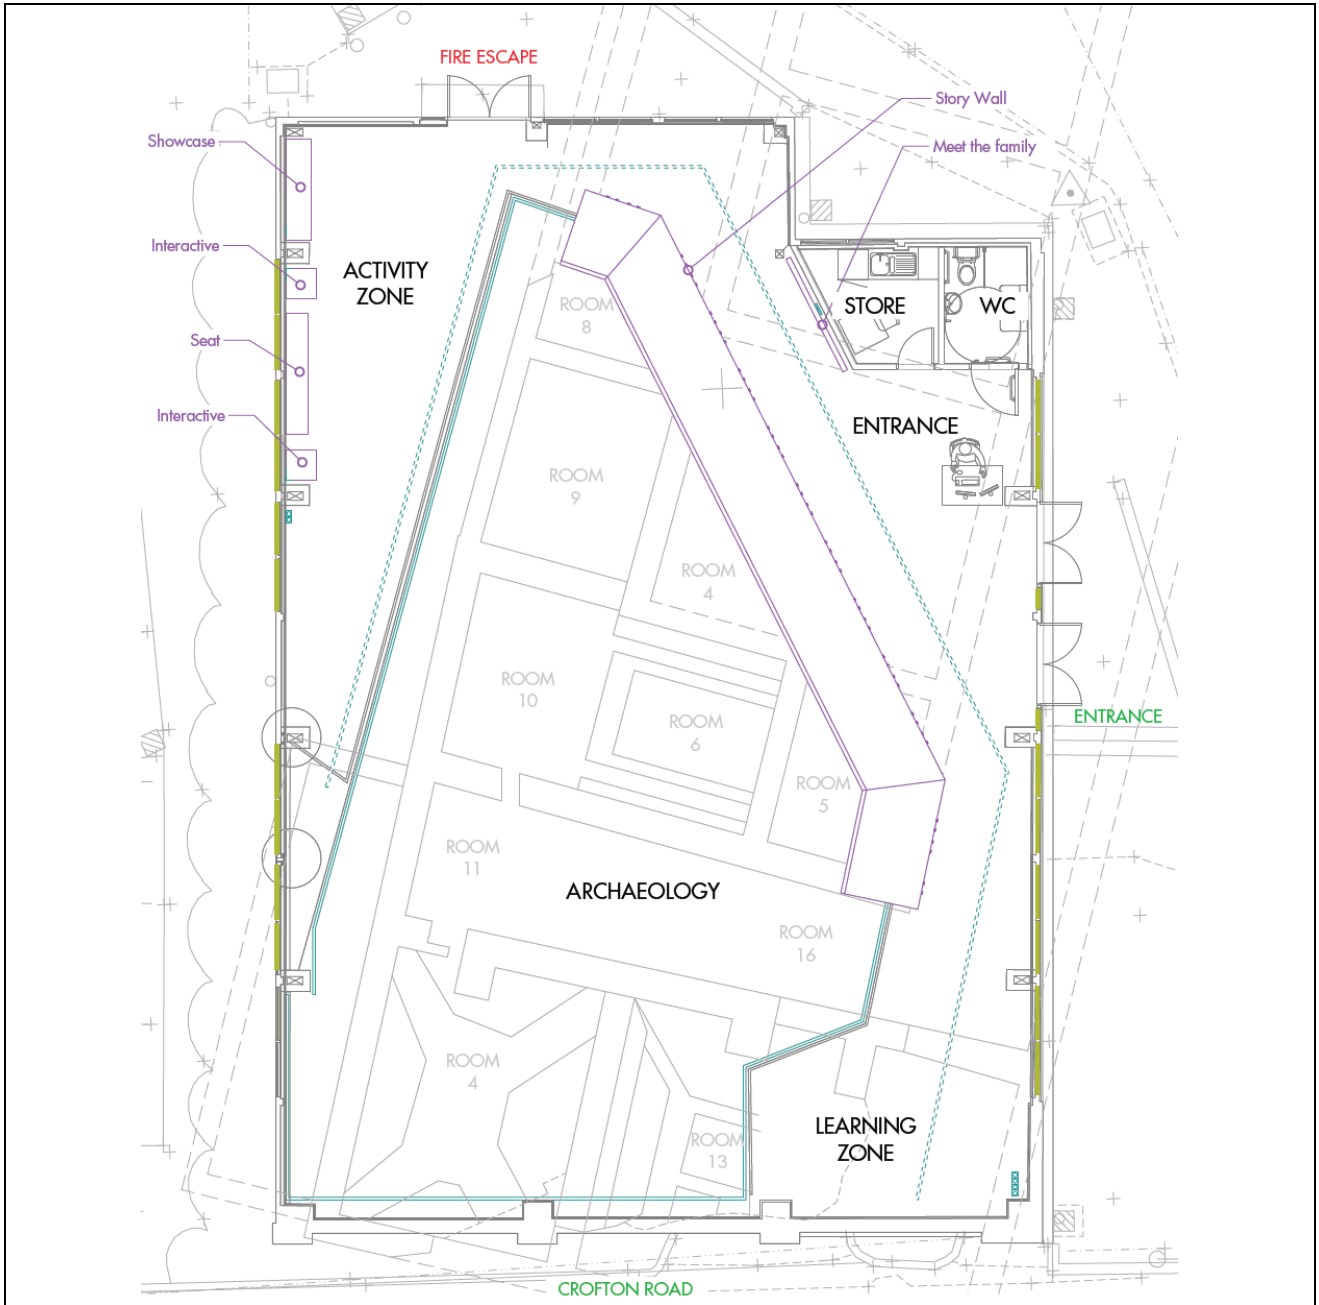 FIRE ESCAPE
Story Wall
Showcase
Meet the family
Interactive
ACTIVITY
ZONE
ROOM
8
STORE
WC
Seat
Interactive
ENTRANCE
ROOM
9
ROOM
4
ROOM
10
ROOM
6
ENTRANCE
ROOM
5
ROOM
11
ARCHAEOLOGY
ROOM
16
ROOM
4
LEARNING
ZONE
ROOM
13
CROFTON ROAD